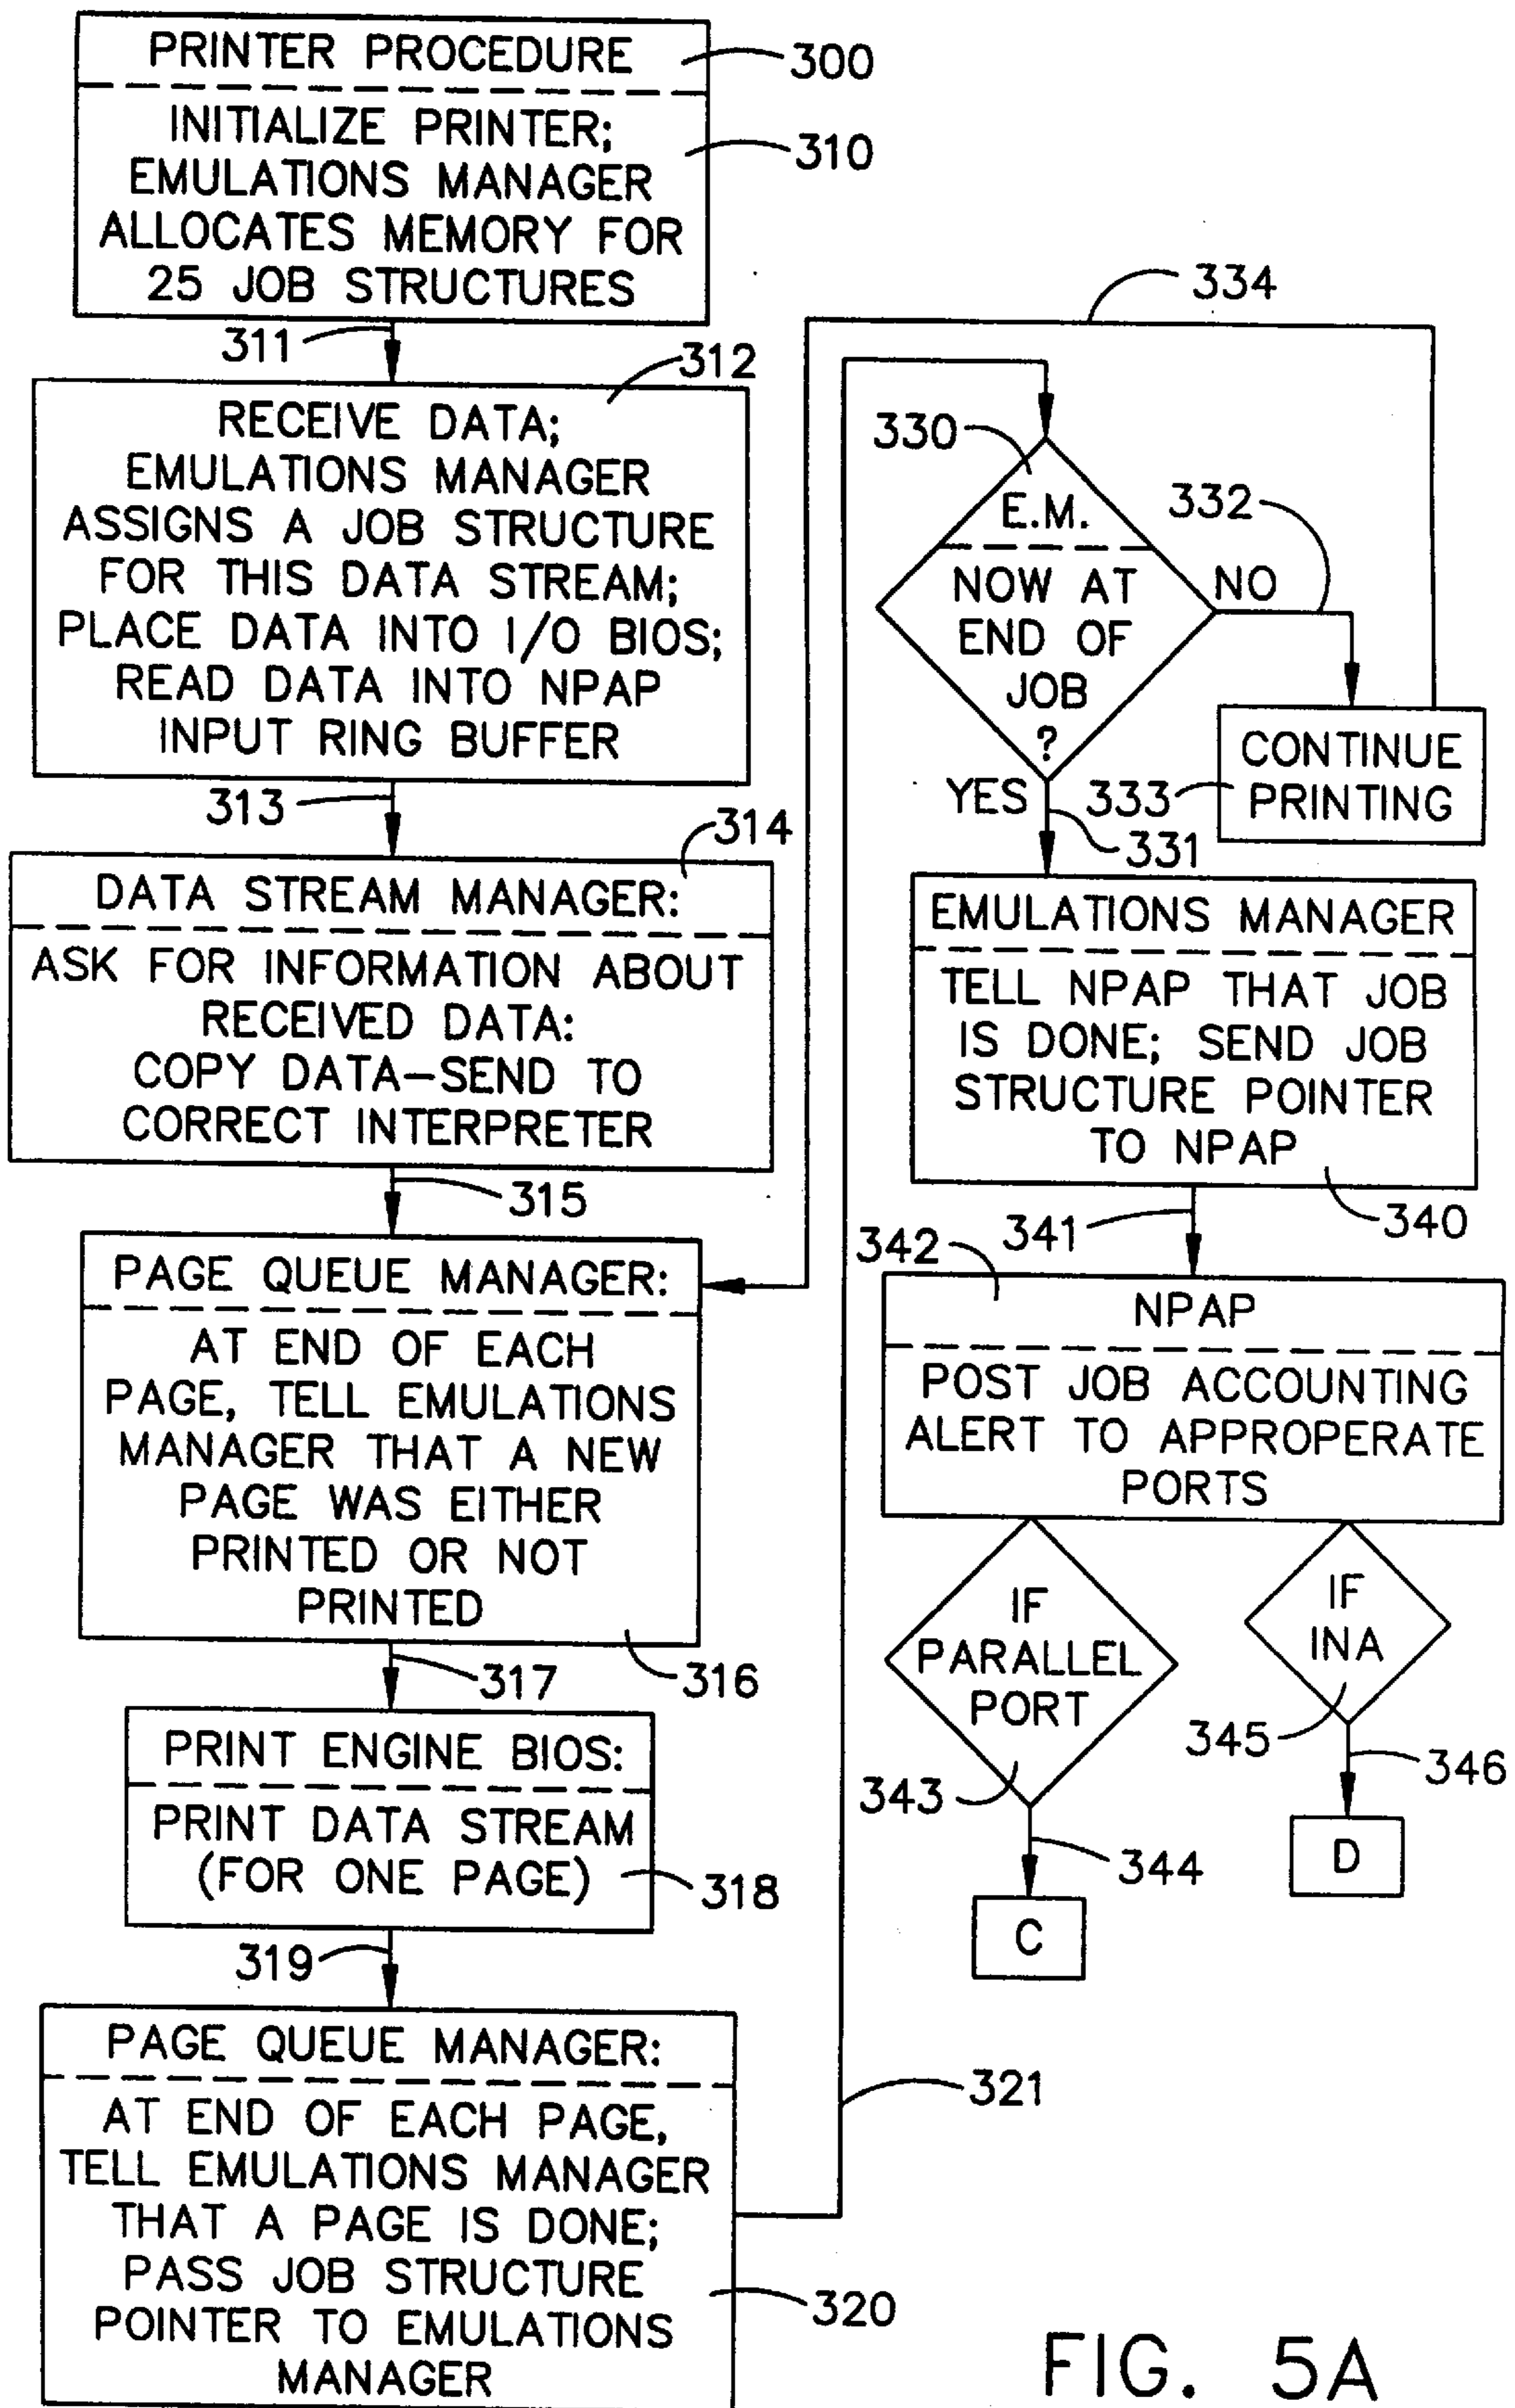 PRINTER PROCEDURE
300
INITIALIZE PRINTER;
EMULATIONS MANAGER
ALLOCATES MEMORY FOR
25 JOB STRUCTURES
310
311
312
RECEIVE DATA;
EMULATIONS MANAGER
ASSIGNS A JOB STRUCTURE
FOR THIS DATA STREAM;
PLACE DATA INTO I/O BIOS;
READ DATA INTO NPAP
INPUT RING BUFFER
313
314
DATA STREAM MANAGER:
ASK FOR INFORMATION ABOUT
RECEIVED DATA:
COPY DATA-SEND TO
CORRECT INTERPRETER
315
PAGE QUEUE MANAGER:
AT END OF EACH
PAGE, TELL EMULATIONS
MANAGER THAT A NEW
PAGE WAS EITHER
PRINTED OR NOT
PRINTED
316
317
PRINT ENGINE BIOS:
PRINT DATA STREAM
(FOR ONE PAGE)
318
319
PAGE QUEUE MANAGER:
AT END OF EACH PAGE,
TELL EMULATIONS MANAGER
THAT A PAGE IS DONE;
PASS JOB STRUCTURE
POINTER TO EMULATIONS
MANAGER
320
321
334
330
E.M.
NOW AT
END OF
JOB
?
NO
332
CONTINUE
PRINTING
333
YES
331
EMULATIONS MANAGER
TELL NPAP THAT JOB
IS DONE; SEND JOB
STRUCTURE POINTER
TO NPAP
340
341
342
NPAP
POST JOB ACCOUNTING
ALERT TO APPROPERATE
PORTS
IF
PARALLEL
PORT
343
344
C
IF
INA
345
346
D
FIG. 5A